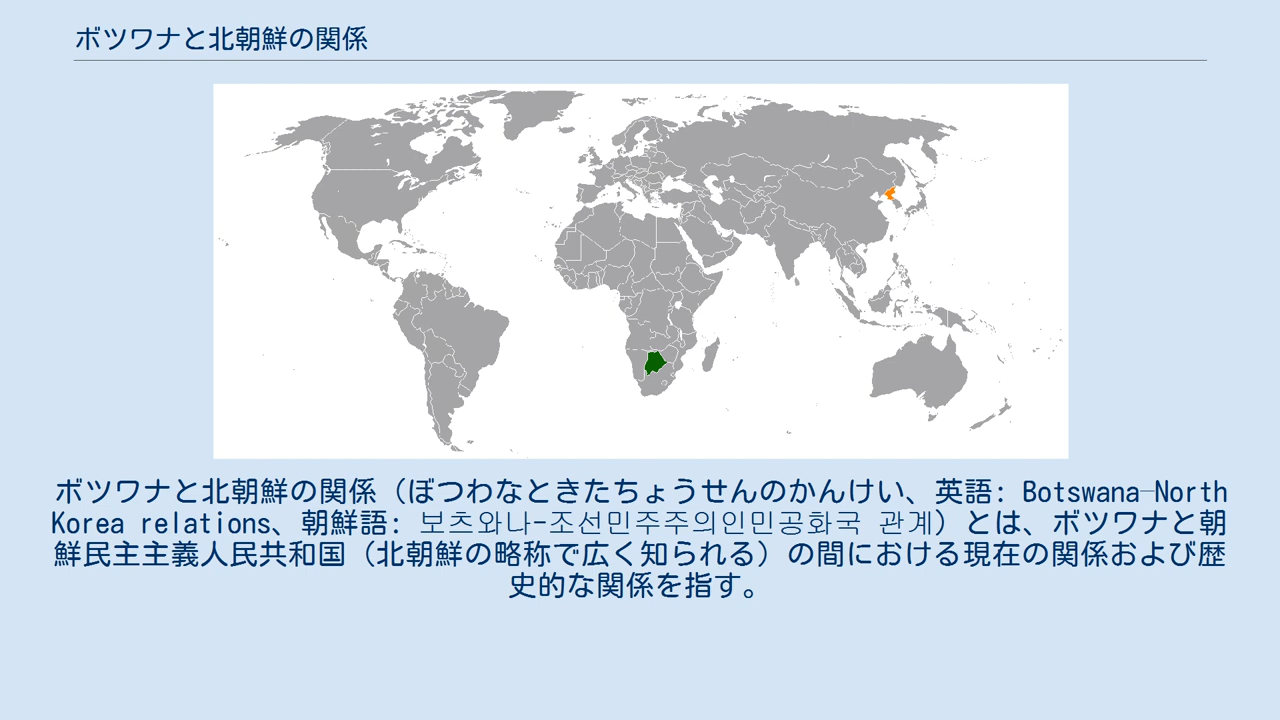 ボツワナと北朝鮮の関係
ボツワナと北朝鮮の関係（ぼつわなときたちょうせんのかんけい、英語: Botswana–North
Korea relations、朝鮮語: 보츠와나-조선민주주의인민공화국 관계）とは、ボツワナと朝
鮮民主主義人民共和国（北朝鮮の略称で広く知られる）の間における現在の関係および歴
史的な関係を指す。